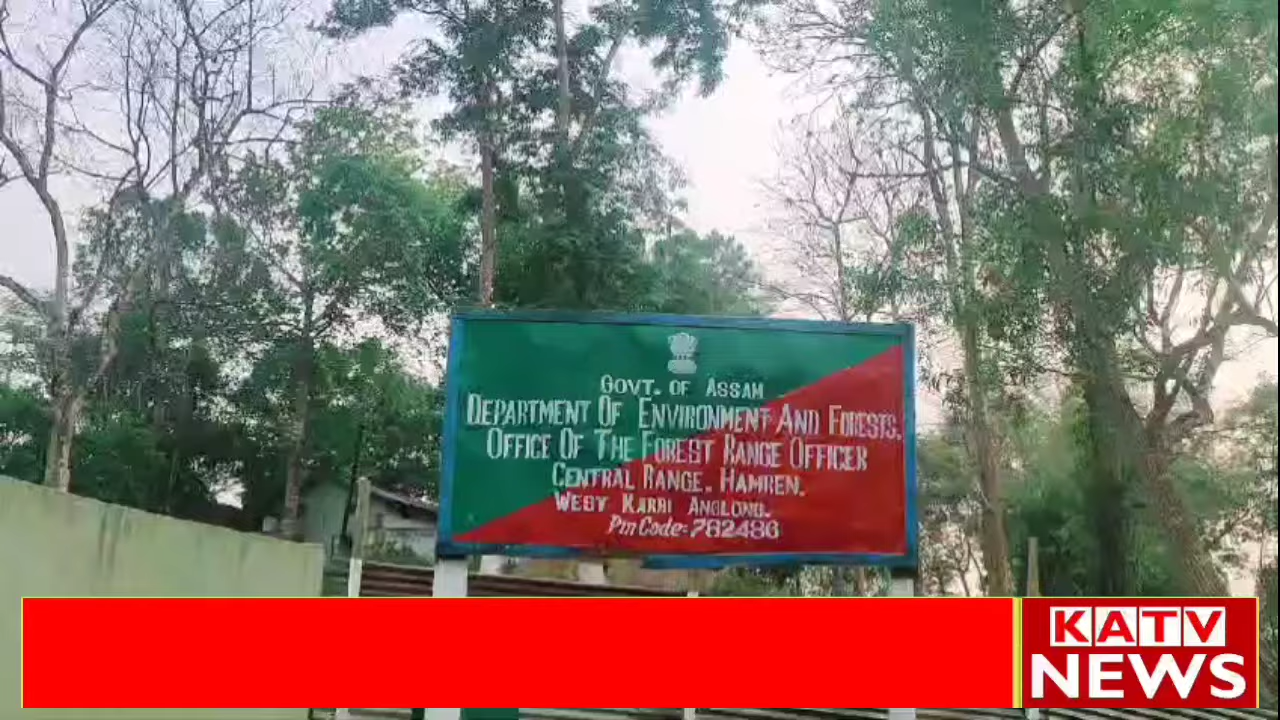 GOVT. OF ASSAM
DEPARTMENT OF ENVIRONMENT AND FORESTS.
OFFICE OF THE FOREST RANGE OFFICER
CENTRAL RANGE. HAMREN.
WEST KARBI ANGLONG.
Pin Code:-782486
KATV
NEWS